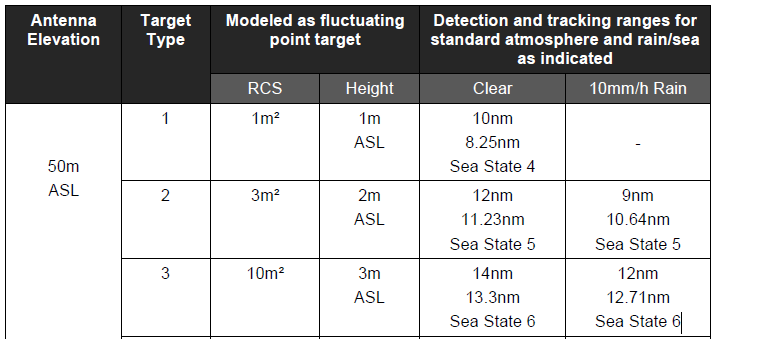 Antenna Elevation
Target Type
Modeled as fluctuating point target
Detection and tracking ranges for standard atmosphere and rain/sea as indicated
RCS
Height
Clear
10mm/h Rain
50m
ASL
1
1m²
1m
ASL
10nm
8.25nm
Sea State 4
-
2
3m²
2m
ASL
12nm
11.23nm
Sea State 5
9nm
10.64nm
Sea State 5
3
10m²
3m
ASL
14nm
13.3nm
Sea State 6
12nm
12.71nm
Sea State 6